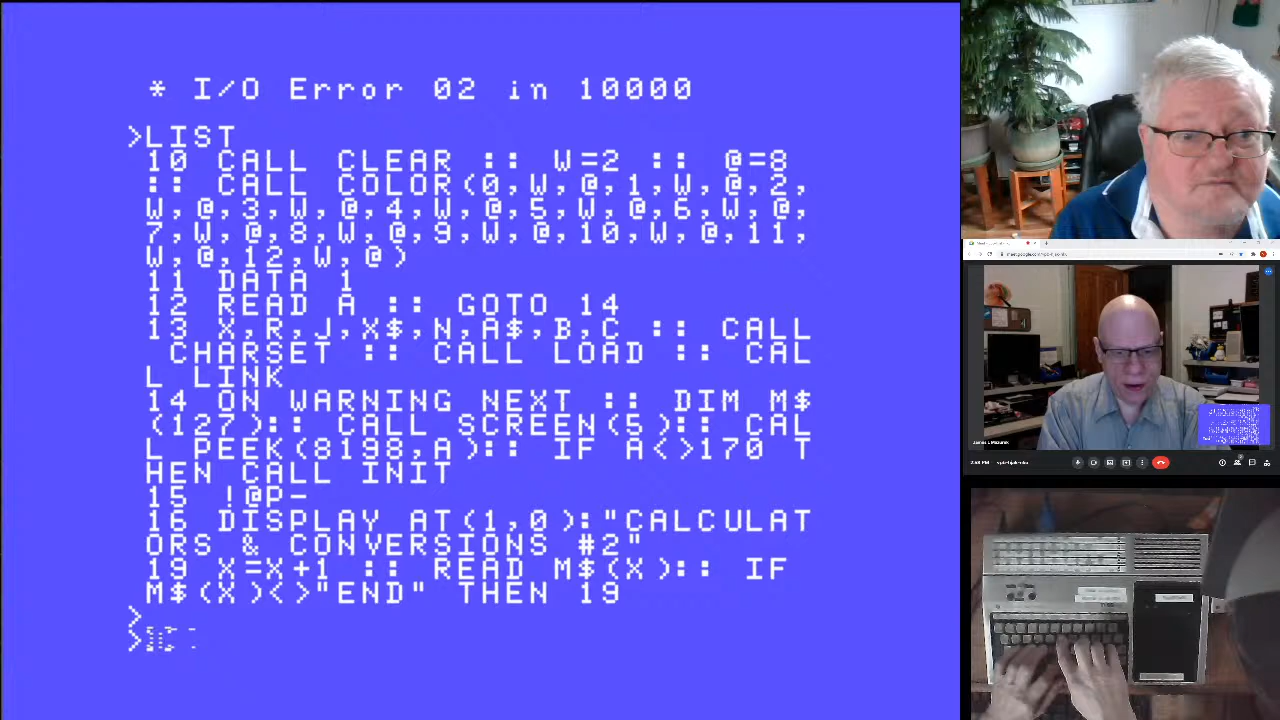 * I/O Error 02 in 10000
>LIST
10 CALL CLEAR :: W=2 :: @=8
:: CALL COLOR(0,W,@,1,W,@,2,
W,@,3,W,@,4,W,@,5,W,@,6,W,@,
7,W,@,8,W,@,9,W,@,10,W,@,11,
W,@,12,W,@)
11 DATA 1
12 READ A :: GOTO 14
13 X,R,J,X$,N,A$,B,C :: CALL
CHARSET :: CALL LOAD :: CAL
L LINK
14 ON WARNING NEXT :: DIM M$
(127):: CALL SCREEN(5):: CAL
L PEEK(8198,A):: IF A<>170 T
HEN CALL INIT
15 !@P-
16 DISPLAY AT(1,0):"CALCULAT
ORS & CONVERSIONS #2"
19 X=X+1 :: READ M$(X):: IF
M$(X)<>"END" THEN 19
>
>